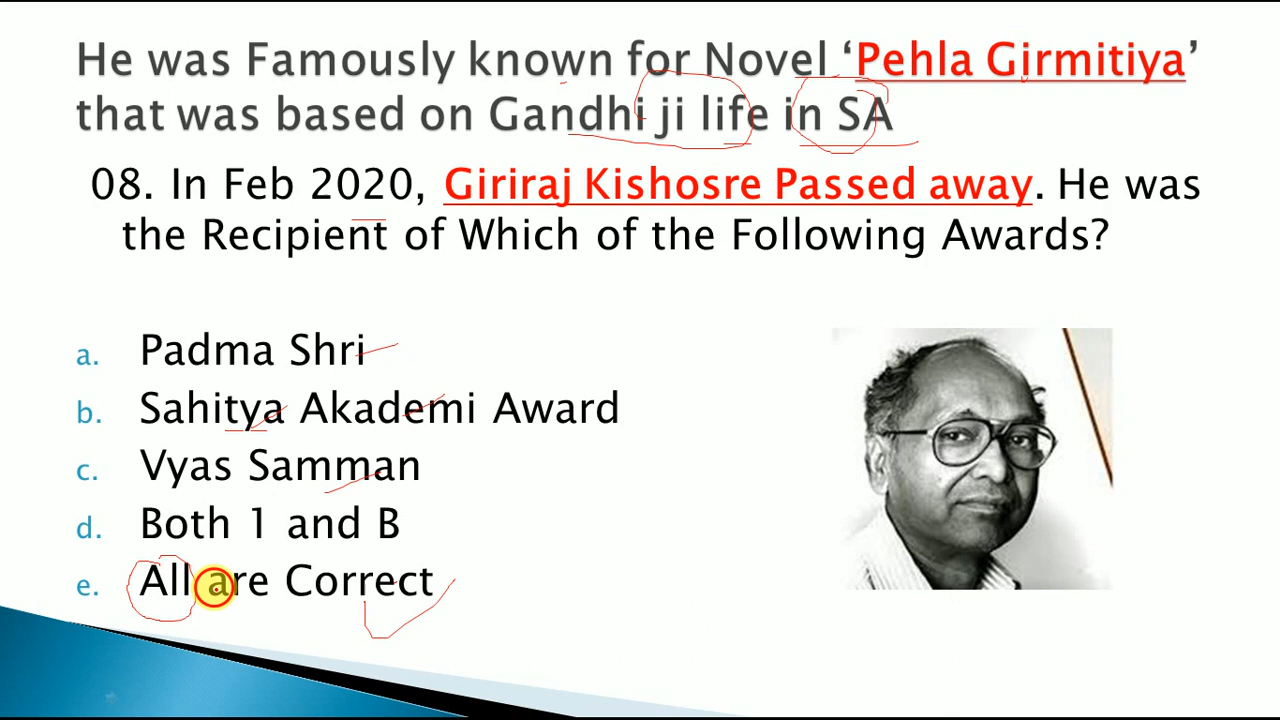 He was Famously known for Novel ‘Pehla Girmitiya’
that was based on Gandhi ji life in SA
08. In Feb 2020, Giriraj Kishosre Passed away. He was
the Recipient of Which of the Following Awards?
a. Padma Shri
b. Sahitya Akademi Award
c. Vyas Samman
d. Both 1 and B
e. All are Correct